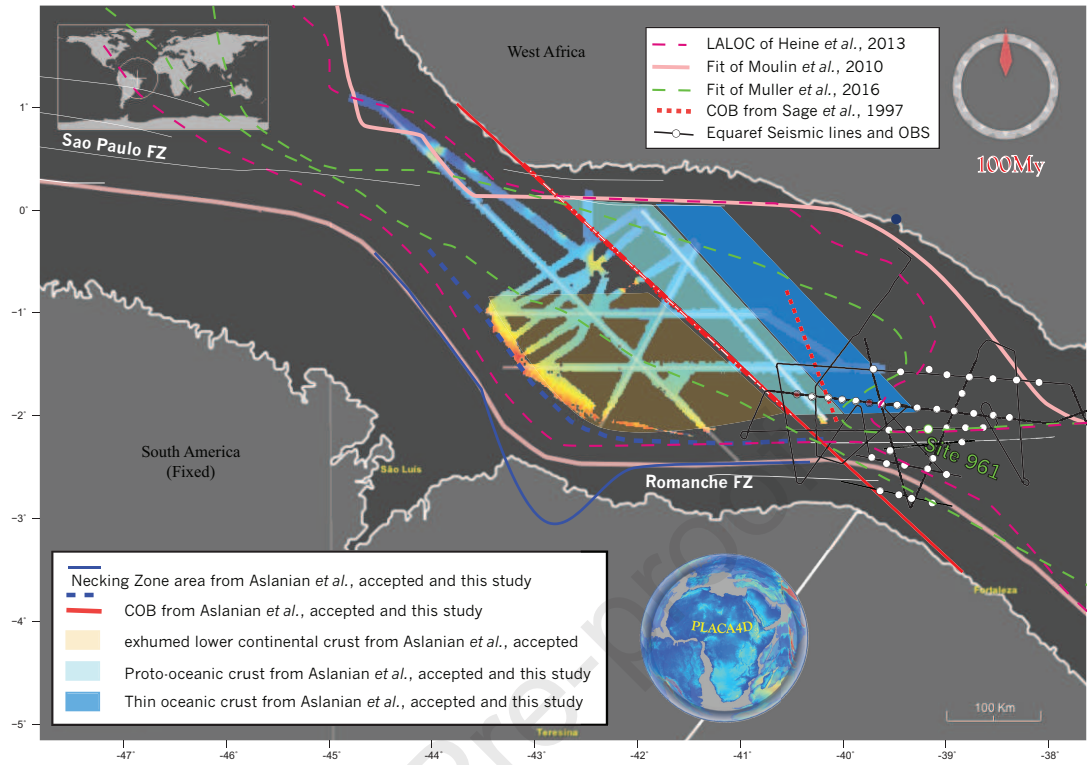 West Africa
LALOC of Heine et al., 2013
Fit of Moulin et al., 2010
Fit of Muller et al., 2016
COB from Sage et al., 1997
Equaref Seismic lines and OBS
100My
1˚
Sao Paulo FZ
0˚
-1˚
-2˚
South America
(Fixed)
São Luís
Site 961
Romanche FZ
-3˚
Necking Zone area from Aslanian et al., accepted and this study
COB from Aslanian et al., accepted and this study
exhumed lower continental crust from Aslanian et al., accepted
Proto-oceanic crust from Aslanian et al., accepted and this study
Thin oceanic crust from Aslanian et al., accepted and this study
Fortaleza
-4˚
PLACA4D
100 Km
-5˚
Teresina
-47˚ -46˚ -45˚ -44˚ -43˚ -42˚ -41˚ -40˚ -39˚ -38˚
Pre-proof